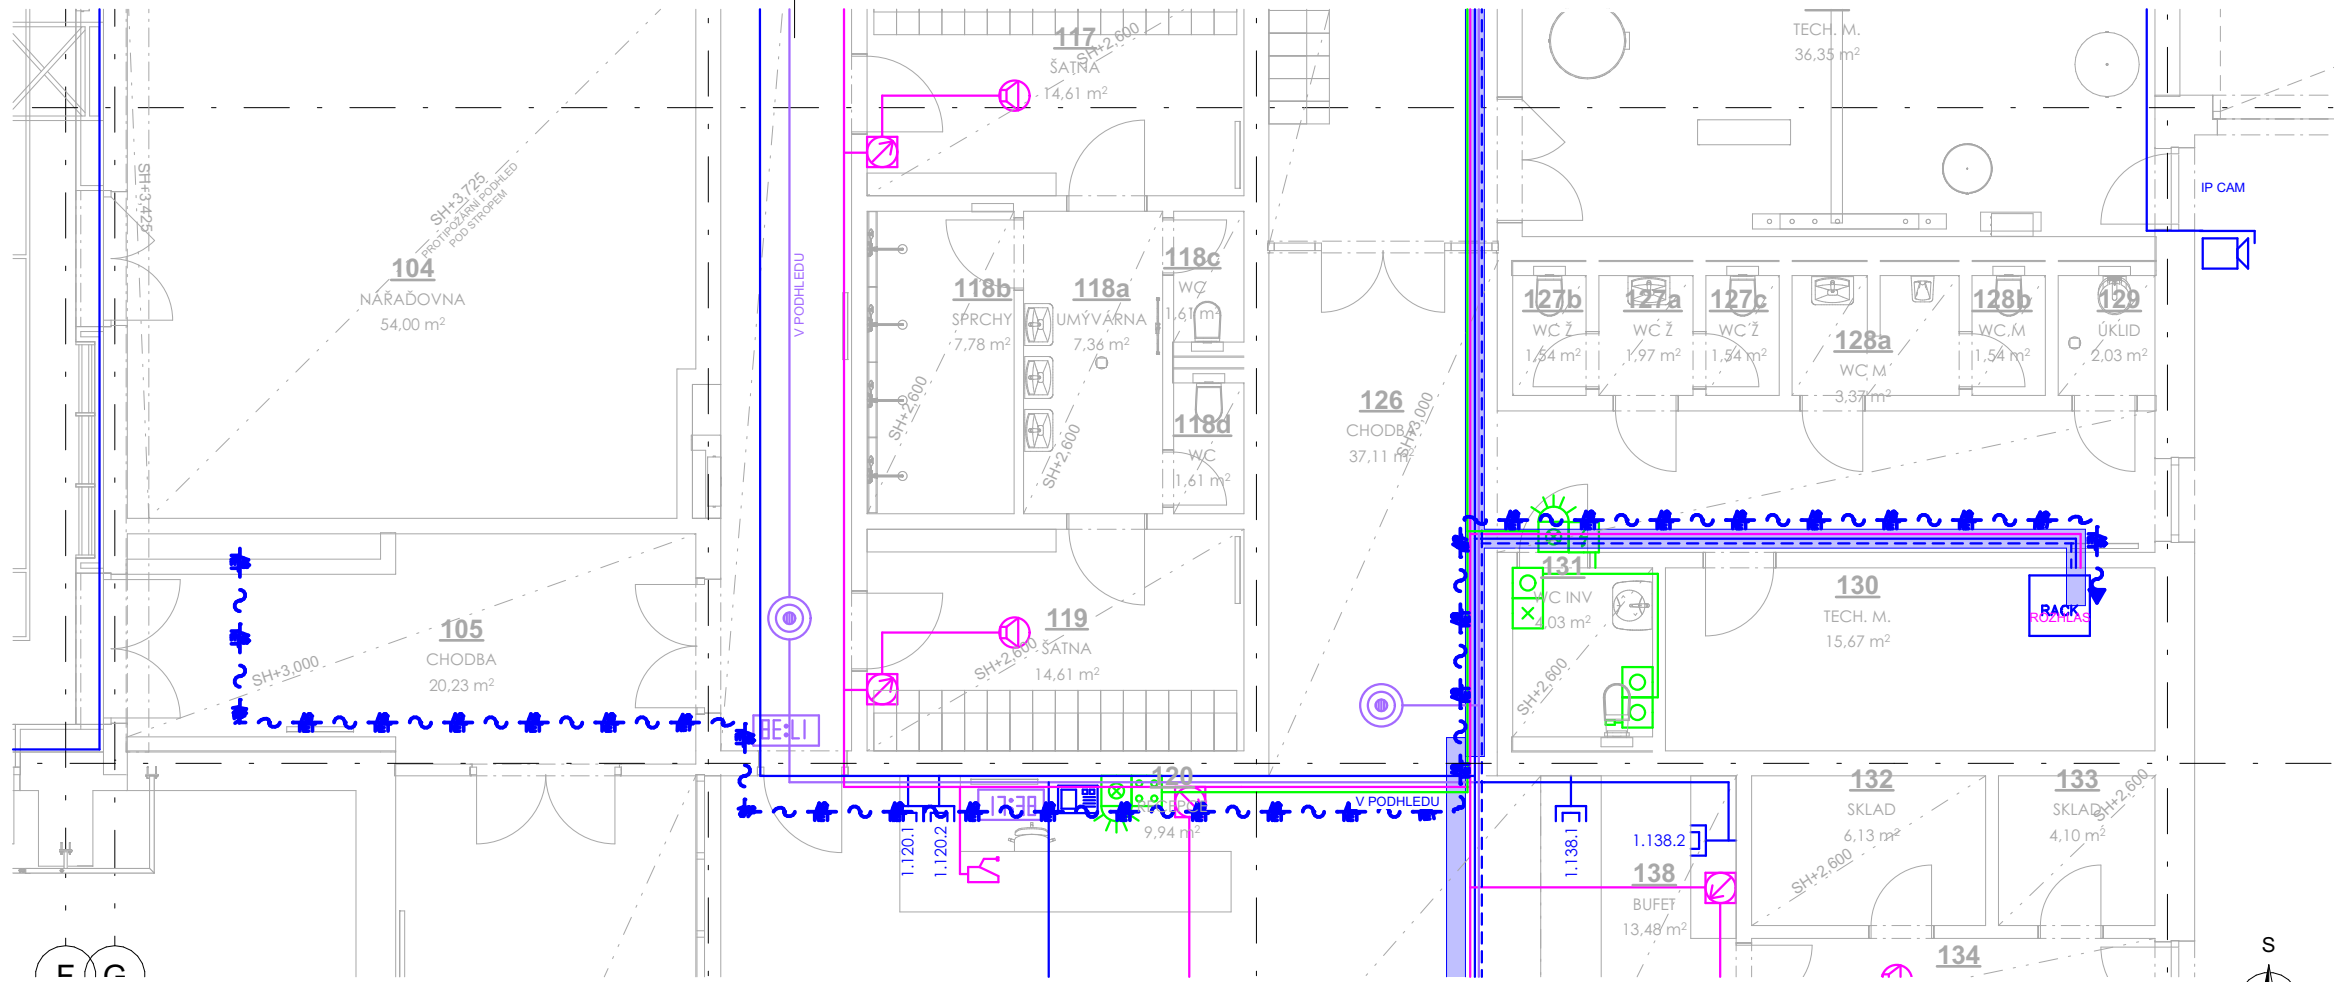 117
ŠATNA
14,61 m²
SH+2,600
TECH. M.
36,35 m²
IP CAM
SH+3,425
SH+3,725
PROTIPOŽÁRNÍ PODHLED
POD STROPEM
104
NÁŘAĎOVNA
54,00 m²
V PODHLEDU
118b
SPRCHY
7,78 m²
SH+2,600
118a
UMÝVÁRNA
7,36 m²
SH+2,600
118c
WC
1,61 m²
118d
WC
1,61 m²
126
CHODBA
37,11 m²
SH+3,000
127b
WC Ž
1,54 m²
127a
WC Ž
1,97 m²
127c
WC Ž
1,54 m²
128a
WC M
3,37 m²
128b
WC M
1,54 m²
129
ÚKLID
2,03 m²
105
CHODBA
20,23 m²
SH+3,000
119
ŠATNA
14,61 m²
SH+2,600
131
WC INV
4,03 m²
SH+2,600
130
TECH. M.
15,67 m²
RACK
ROZHLAS
120
9,94 m²
V PODHLEDU
1.120.1
1.120.2
1.138.1
1.138.2
138
BUFET
13,48 m²
132
SKLAD
6,13 m²
SH+2,600
133
SKLAD
4,10 m²
SH+2,600
134
G
S